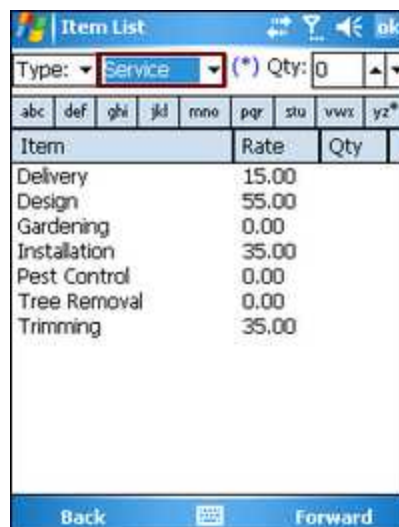 Item List ok
Type: Service (*) Qty: 0
abc def ghi jkl mno pqr stu vwx yz*
Item Rate Qty
Delivery 15.00
Design 55.00
Gardening 0.00
Installation 35.00
Pest Control 0.00
Tree Removal 0.00
Trimming 35.00
Back Forward